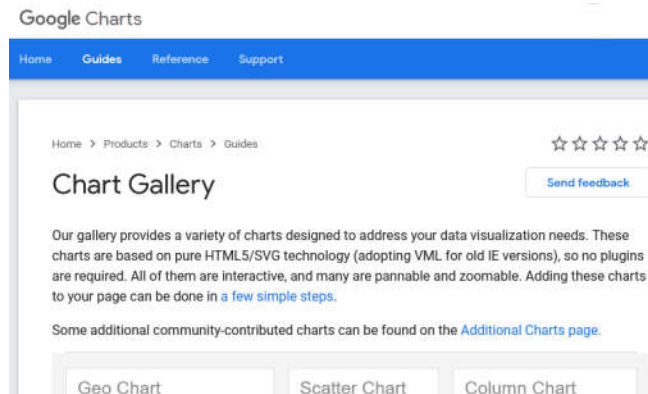 Google Charts
Home Guides Reference Support
Home > Products > Charts > Guides
Chart Gallery
Send feedback
Our gallery provides a variety of charts designed to address your data visualization needs. These
charts are based on pure HTML5/SVG technology (adopting VML for old IE versions), so no plugins
are required. All of them are interactive, and many are pannable and zoomable. Adding these charts
to your page can be done in a few simple steps.
Some additional community-contributed charts can be found on the Additional Charts page.
Geo Chart Scatter Chart Column Chart